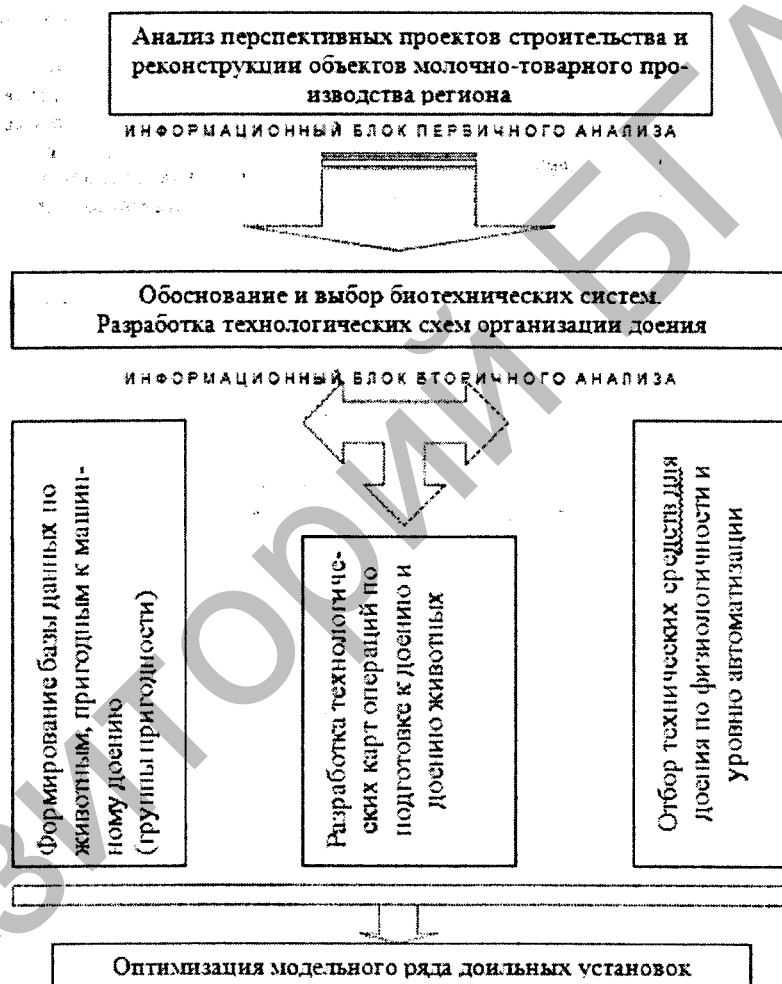 Анализ перспективных проектов строительства и
реконструкции объектов молочно-товарного про-
изводства региона
ИНФОРМАЦИОННЫЙ БЛОК ПЕРВИЧНОГО АНАЛИЗА
Обоснование и выбор биотехнических систем.
Разработка технологических схем организации доения
ИНФОРМАЦИОННЫЙ БЛОК ВТОРИЧНОГО АНАЛИЗА
Формирование базы данных по
животным, пригодным к машин-
ному доению
(группы пригодности)
Разработка технологиче-
ских карт операций по
подготовке к доению и
доению животных
Отбор технических средств для
доения по физиологичности и
уровню автоматизации
Оптимизация модельного ряда доильных установок
ЗИТОРИЙ БГА